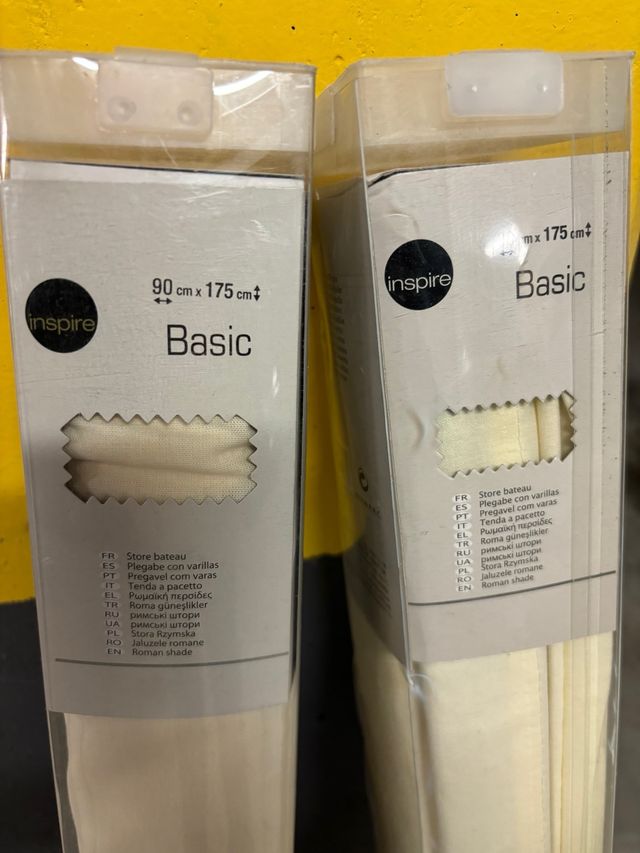 inspire
90 cm x 175 cm
Basic
FR Store bateau
ES Plegabe con varillas
PT Pregavel com varas
IT Tenda a pacetto
EL Ρωμαϊκή περσίδες
TR Roma güneşlikler
RU римські штори
UA римські штори
PL Stora Rzymska
RO Jaluzele romane
EN Roman shade
inspire
m x 175 cm
Basic
FR Store bateau
ES Plegabe con varillas
PT Pregavel com varas
IT Tenda a pacetto
EL Ρωμαϊκή περσίδες
TR Roma güneşlikler
RU римські штори
UA римські штори
PL Stora Rzymska
RO Jaluzele romane
EN Roman shade